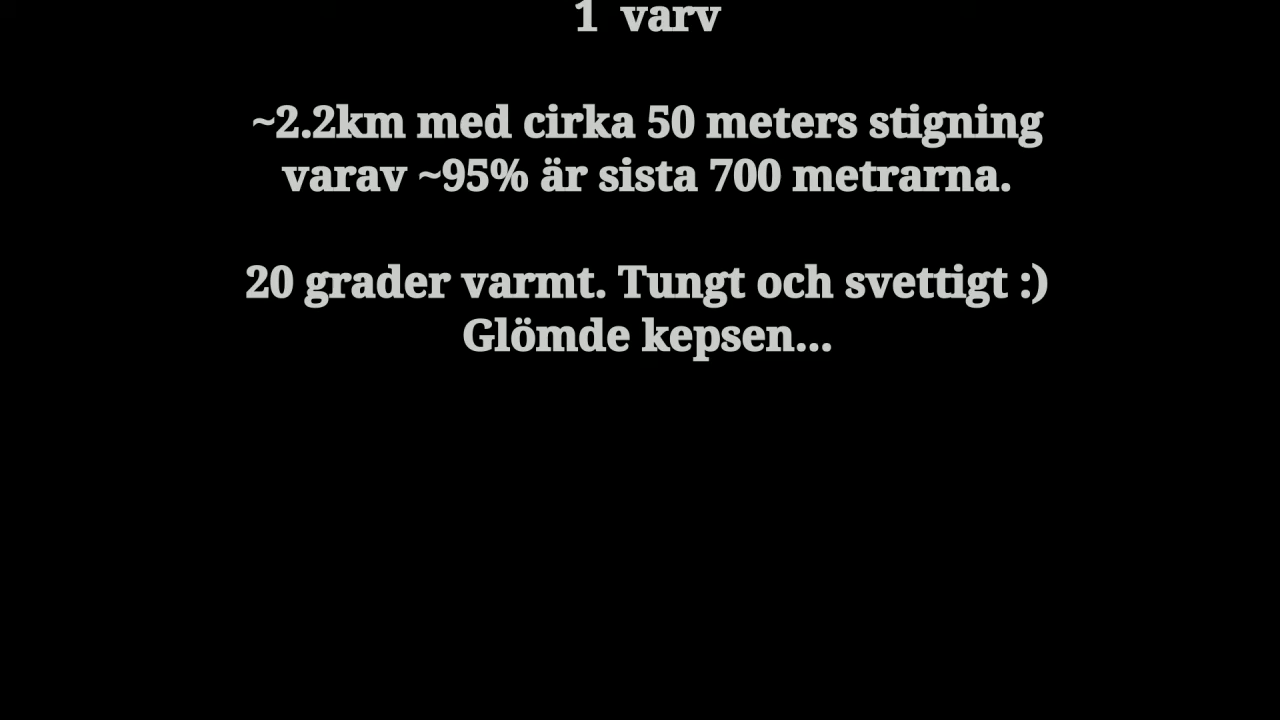 1 varv
~2.2km med cirka 50 meters stigning
varav ~95% är sista 700 metrarna.
20 grader varmt. Tungt och svettigt :)
Glömde kepsen...